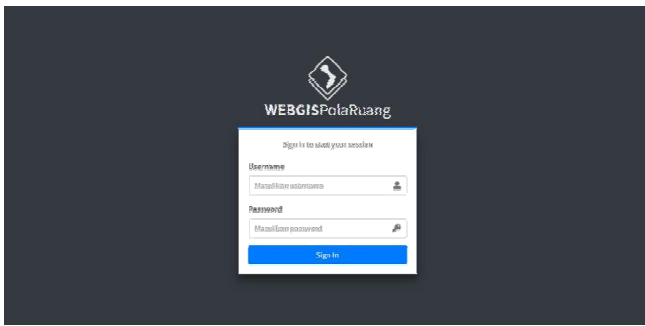 WEBGISPolaRuang
Sign in to start your session
Username
Masukkan username
Password
Masukkan password
Sign In